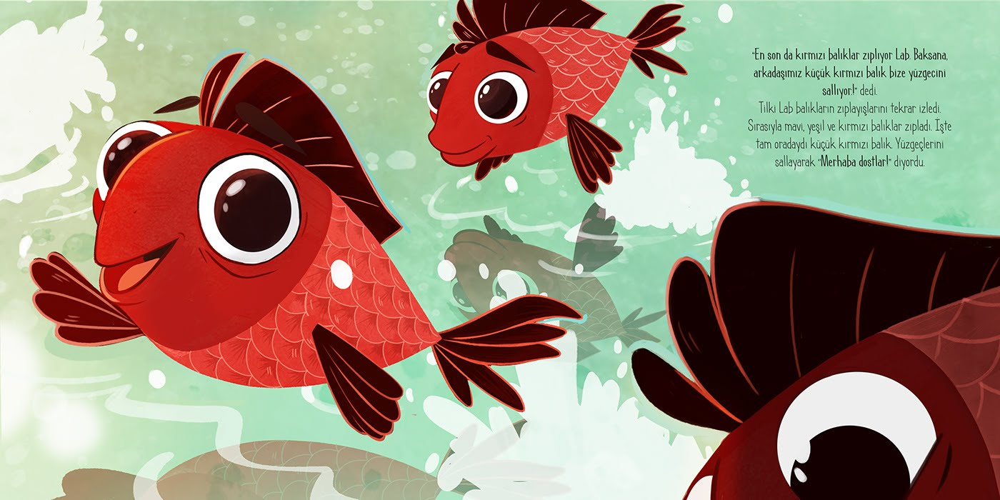 "En son da kırmızı balıklar zıplıyor Lab. Baksana,
arkadaşımız küçük kırmızı balık bize yüzgecini
sallıyor!" dedi.
Tilki Lab balıkların zıplayışlarını tekrar izledi.
Sırasıyla mavi, yeşil ve kırmızı balıklar zıpladı. İşte
tam oradaydı küçük kırmızı balık. Yüzgeçlerini
sallayarak "Merhaba dostlar!" diyordu.